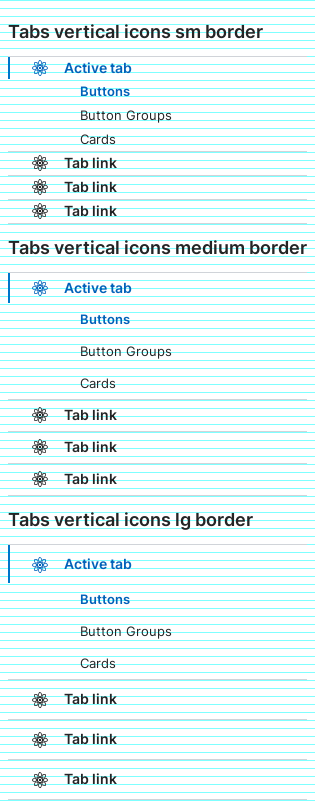 Tabs vertical icons sm border
Active tab
Buttons
Button Groups
Cards
Tab link
Tab link
Tab link
Tabs vertical icons medium border
Active tab
Buttons
Button Groups
Cards
Tab link
Tab link
Tab link
Tabs vertical icons lg border
Active tab
Buttons
Button Groups
Cards
Tab link
Tab link
Tab link